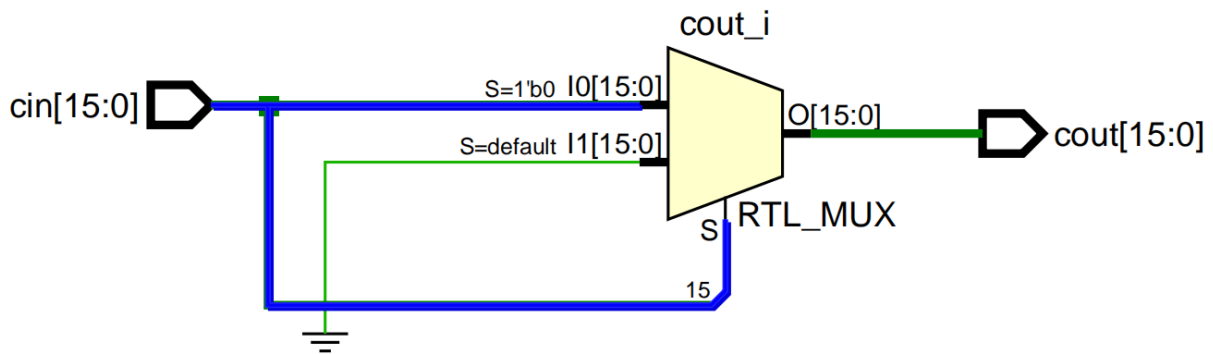 cout_i
cin[15:0]
S=1'b0 I0[15:0]
S=default I1[15:0]
O[15:0]
cout[15:0]
S
RTL_MUX
15